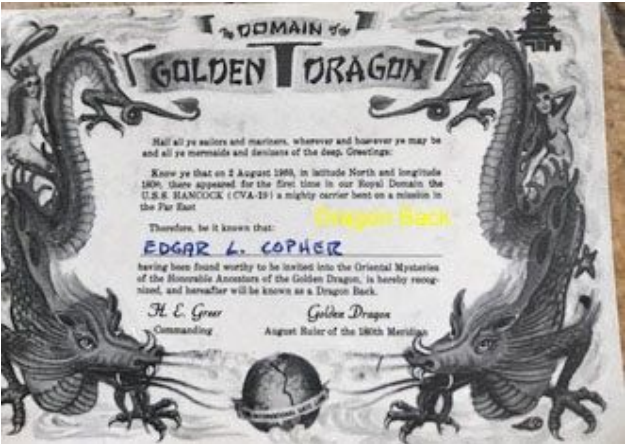 The DOMAIN of the
GOLDEN DRAGON
Hail all ye sailors and mariners, wherever and however ye may be
and all ye mermaids and denizens of the deep, Greetings:
Know ye that on 2 August 1969, in latitude North and longitude
180°, there appeared for the first time in our Royal Domain the
U.S.S. HANCOCK (CVA-19) a mighty carrier bent on a mission in
the Far East
Dragon Back
Therefore, be it known that:
EDGAR L. COPHER
having been found worthy to be invited into the Oriental Mysteries
of the Honorable Ancestors of the Golden Dragon, is hereby recog-
nized, and hereafter will be known as a Dragon Back.
H. E. Greer Golden Dragon
Commanding August Ruler of the 180th Meridian
INTERNATIONAL DATE LINE